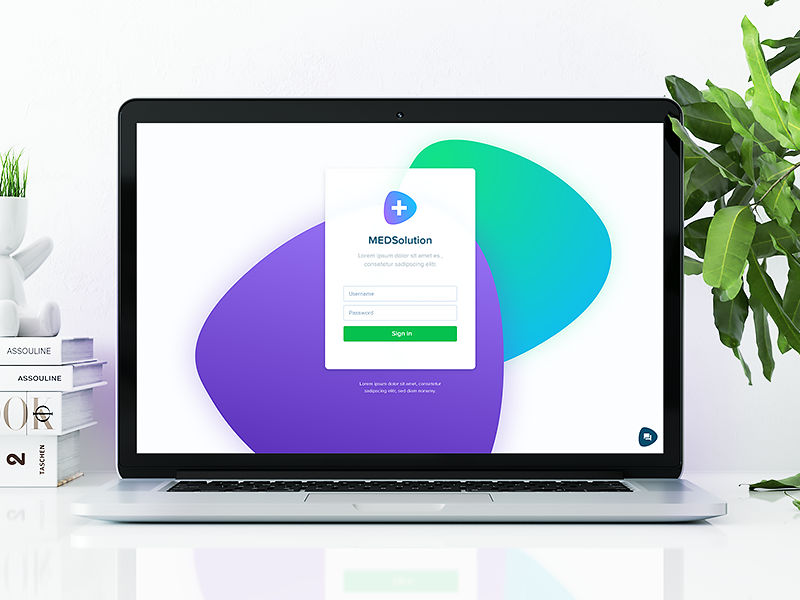 MEDSolution
Lorem ipsum dolor sit amet es,
consetetur sadipscing elitr.
Username
Password
Sign in
Lorem ipsum dolor sit amet, consetetur
sadipscing elitr, sed diam nonumy.
ASSOULINE
ASSOULINE
OK
2
TASCHEN